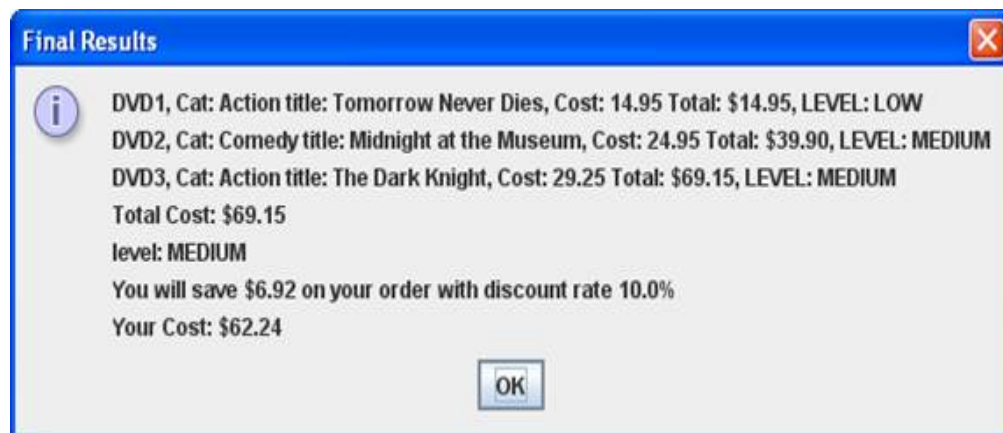 Final Results
DVD1, Cat: Action title: Tomorrow Never Dies, Cost: 14.95 Total: $14.95, LEVEL: LOW
DVD2, Cat: Comedy title: Midnight at the Museum, Cost: 24.95 Total: $39.90, LEVEL: MEDIUM
DVD3, Cat: Action title: The Dark Knight, Cost: 29.25 Total: $69.15, LEVEL: MEDIUM
Total Cost: $69.15
level: MEDIUM
You will save $6.92 on your order with discount rate 10.0%
Your Cost: $62.24
OK